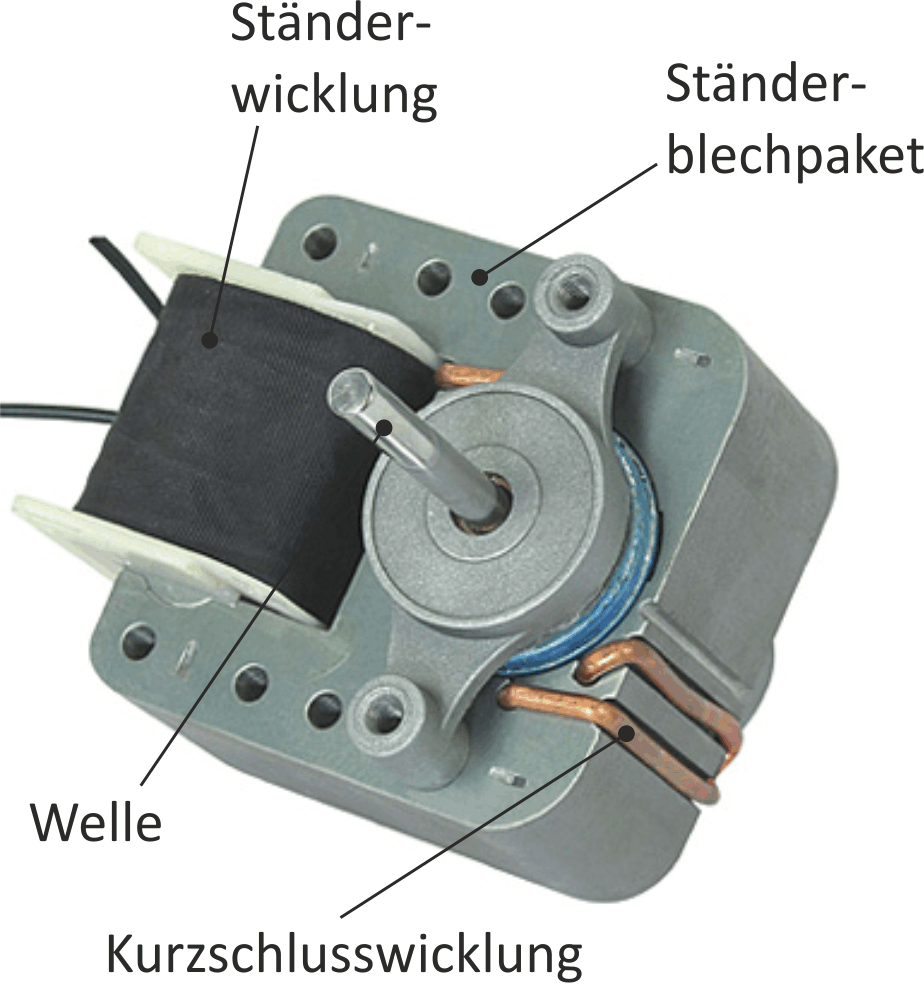 Ständer-
wicklung
Ständer-
blechpaket
Welle
Kurzschlusswicklung